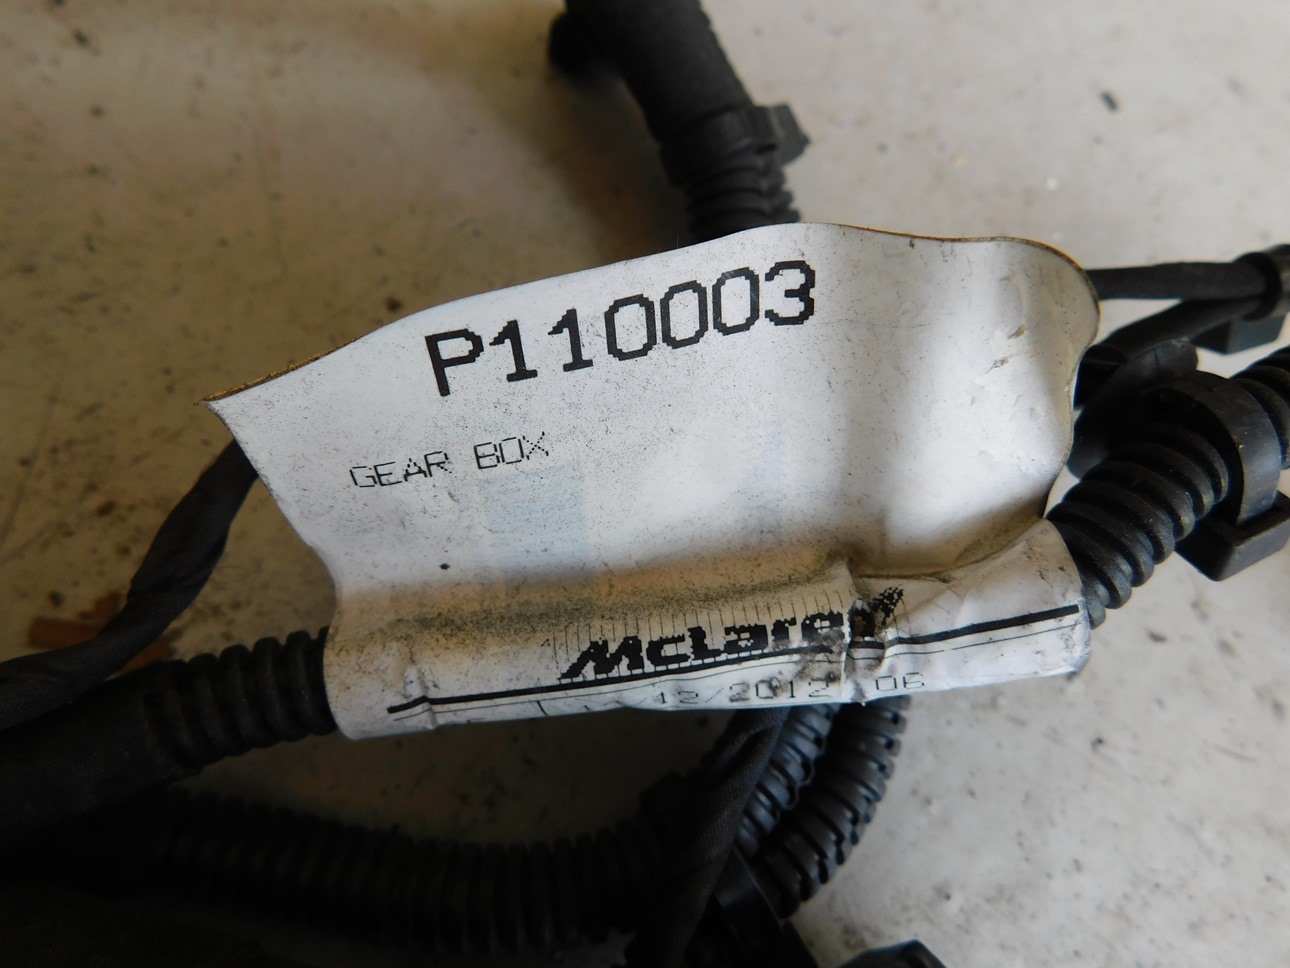 P110003
GEAR BOX
McLaren
12/2012 06